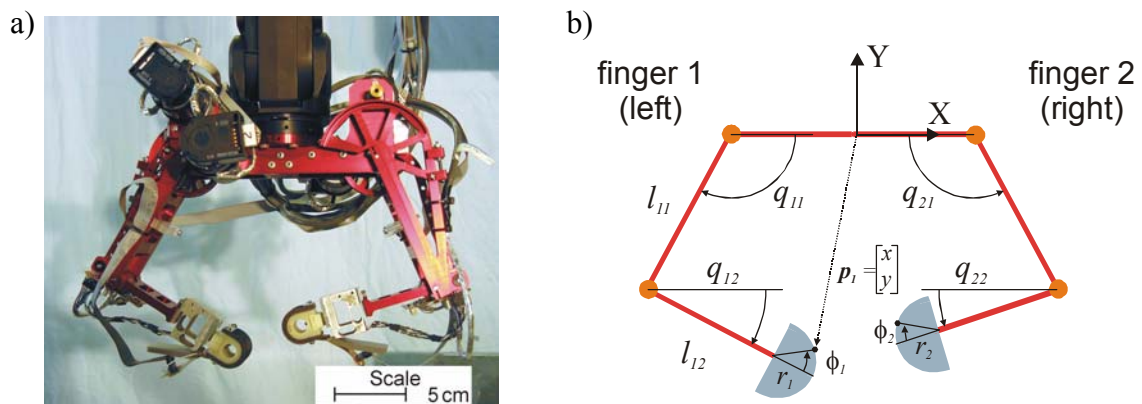 a)
Scale
5 cm
b)
finger 1
(left)
Y
X
finger 2
(right)
l11
q11
q21
q12
p1 = [x y]
q22
l12
r1
ϕ1
ϕ2
r2